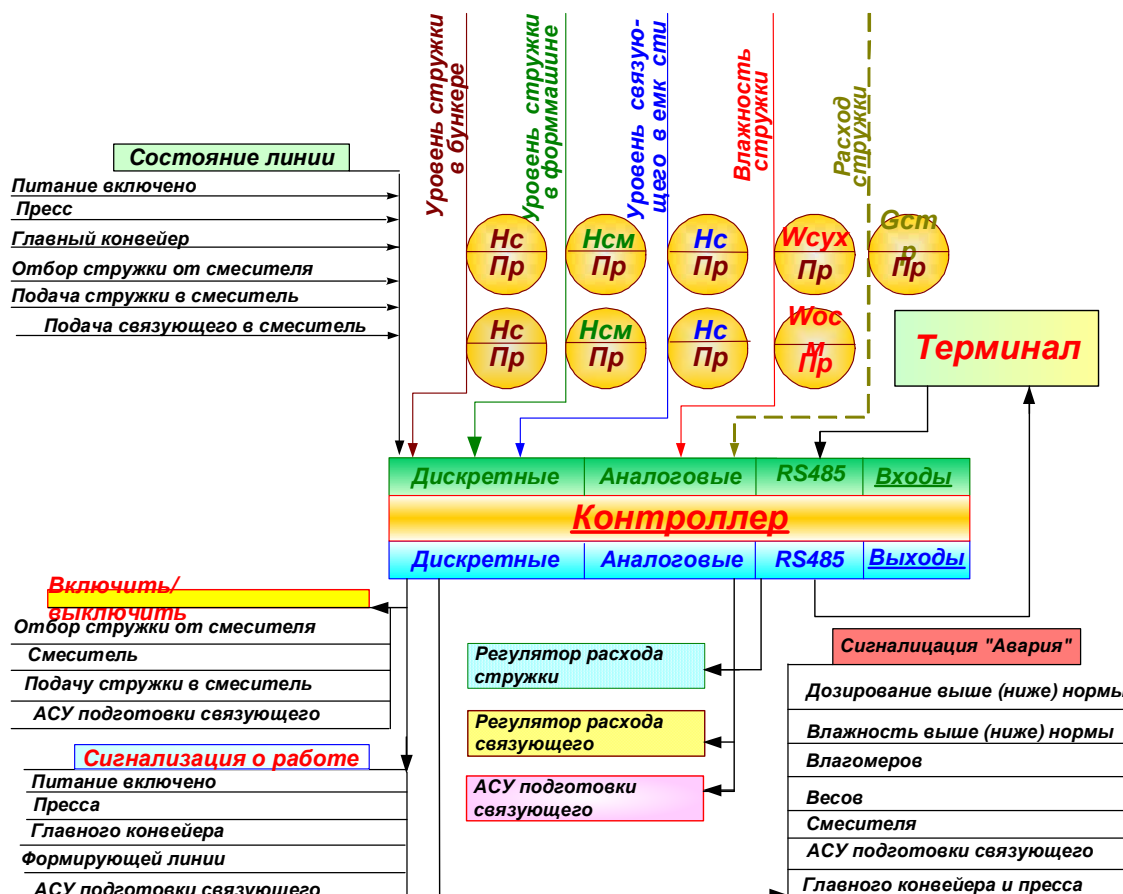 Уровень стружки
в бункере
Уровень стружки
в форммашине
Уровень связую-
щего в емк сти
Влажность
стружки
Расход
стружки
Состояние линии
Питание включено
Пресс
Главный конвейер
Отбор стружки от смесителя
Подача стружки в смеситель
Подача связующего в смеситель
Нс
Пр
Нсм
Пр
Нс
Пр
Wсух
Пр
Gстр
р
Пр
Нс
Пр
Нсм
Пр
Нс
Пр
Wосм
м
Пр
Терминал
Дискретные Аналоговые RS485 Входы
Контроллер
Дискретные Аналоговые RS485 Выходы
Включить/
выключить
Отбор стружки от смесителя
Смеситель
Подачу стружки в смеситель
АСУ подготовки связующего
Сигнализация о работе
Питание включено
Пресса
Главного конвейера
Формирующей линии
АСУ подготовки связующего
Регулятор расхода
стружки
Регулятор расхода
связующего
АСУ подготовки
связующего
Сигналицация "Авария"
Дозирование выше (ниже) нормы
Влажность выше (ниже) нормы
Влагомеров
Весов
Смесителя
АСУ подготовки связующего
Главного конвейера и пресса